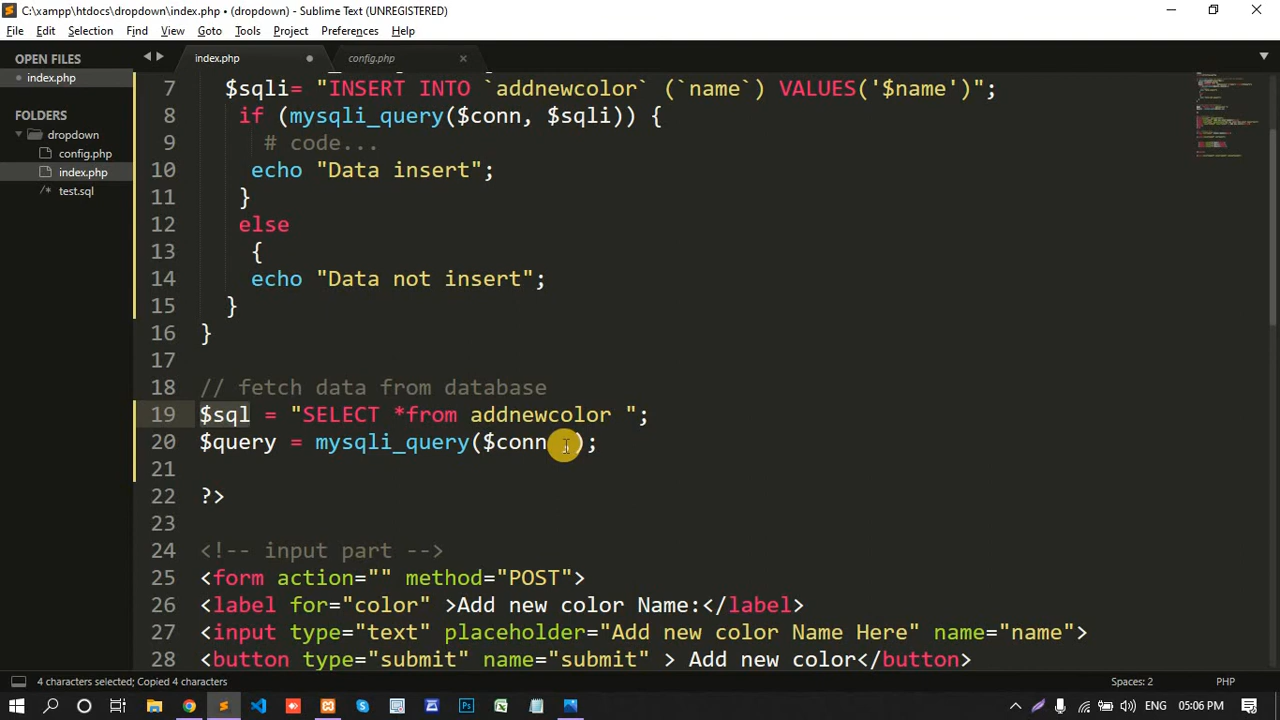 C:\xampp\htdocs\dropdown\index.php • (dropdown) - Sublime Text (UNREGISTERED)
File Edit Selection Find View Goto Tools Project Preferences Help
OPEN FILES
index.php
FOLDERS
dropdown
config.php
index.php
/* test.sql
index.php config.php
7 $sqli= "INSERT INTO `addnewcolor` (`name`) VALUES('$name')";
8 if (mysqli_query($conn, $sqli)) {
9 # code...
10 echo "Data insert";
11 }
12 else
13 {
14 echo "Data not insert";
15 }
16 }
17
18 // fetch data from database
19 $sql = "SELECT *from addnewcolor ";
20 $query = mysqli_query($conn );
21
22 ?>
23
24 <!-- input part -->
25 <form action="" method="POST">
26 <label for="color" >Add new color Name:</label>
27 <input type="text" placeholder="Add new color Name Here" name="name">
28 <button type="submit" name="submit" > Add new color</button>
4 characters selected; Copied 4 characters Spaces: 2 PHP
ENG 05:06 PM